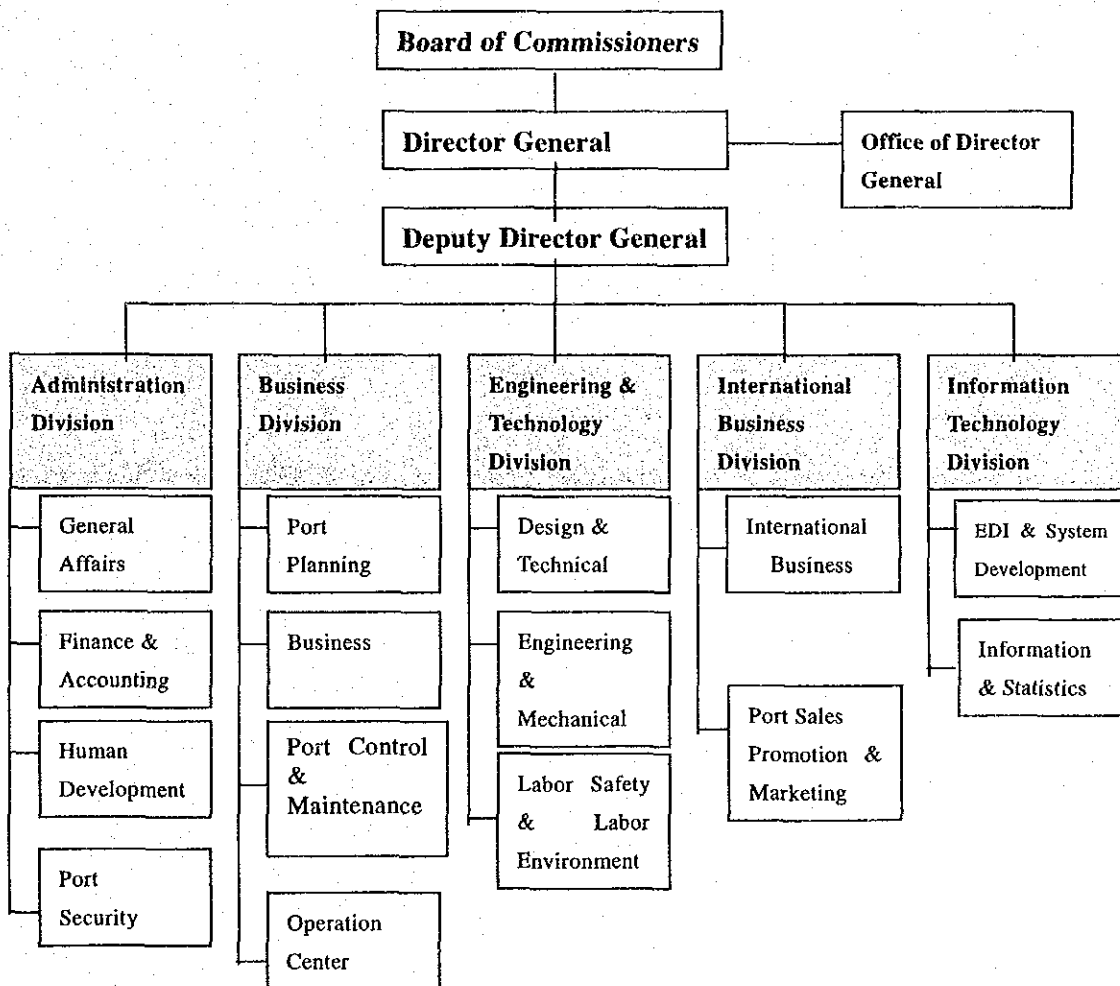 Board of Commissioners
Director General
Office of Director
General
Deputy Director General
Administration
Division
General
Affairs
Finance &
Accounting
Human
Development
Port
Security
Business
Division
Port
Planning
Business
Port Control
&
Maintenance
Operation
Center
Engineering &
Technology
Division
Design &
Technical
Engineering
&
Mechanical
Labor Safety
& Labor
Environment
International
Business
Division
International
Business
Port Sales
Promotion &
Marketing
Information
Technology
Division
EDI & System
Development
Information
& Statistics